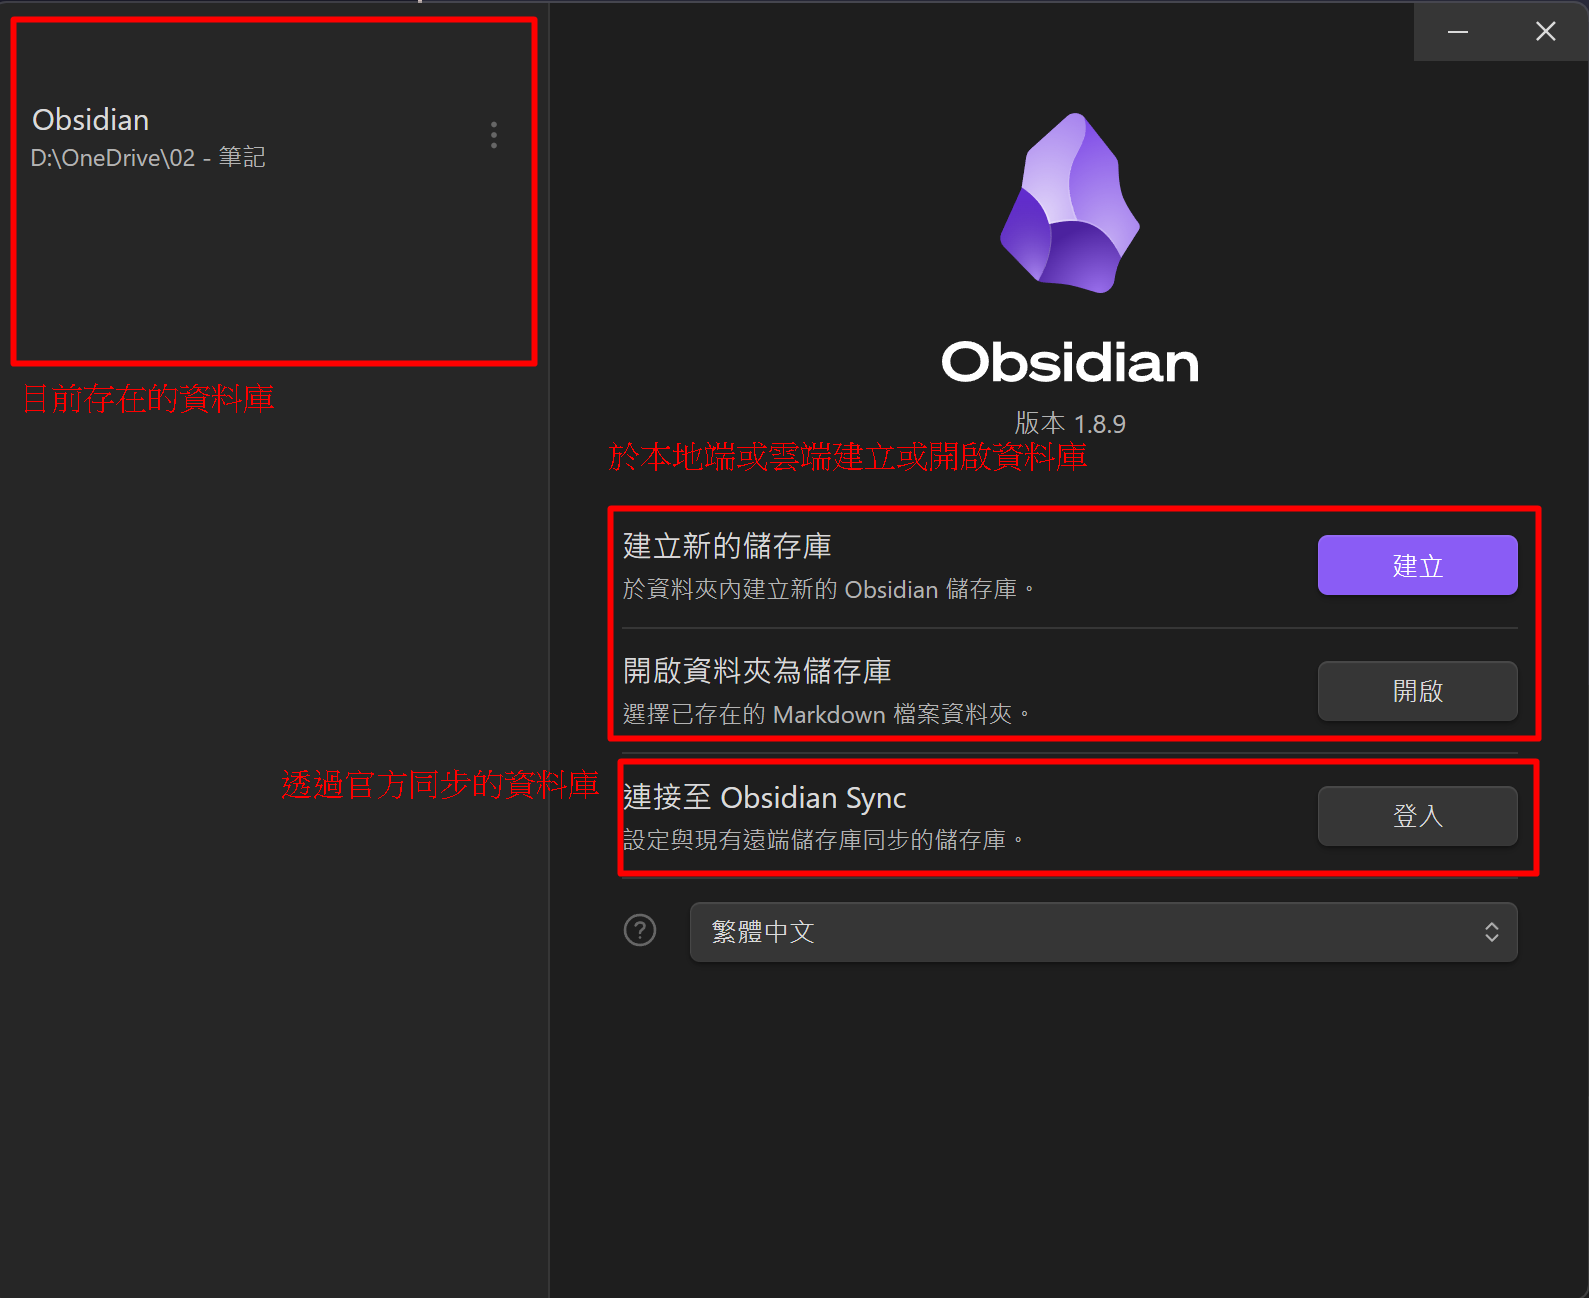 Obsidian
D:\OneDrive\02 - 筆記
目前存在的資料庫
Obsidian
版本 1.8.9
於本地端或雲端建立或開啟資料庫
建立新的儲存庫
於資料夾內建立新的 Obsidian 儲存庫。
建立
開啟資料夾為儲存庫
選擇已存在的 Markdown 檔案資料夾。
開啟
透過官方同步的資料庫
連接至 Obsidian Sync
設定與現有遠端儲存庫同步的儲存庫。
登入
繁體中文